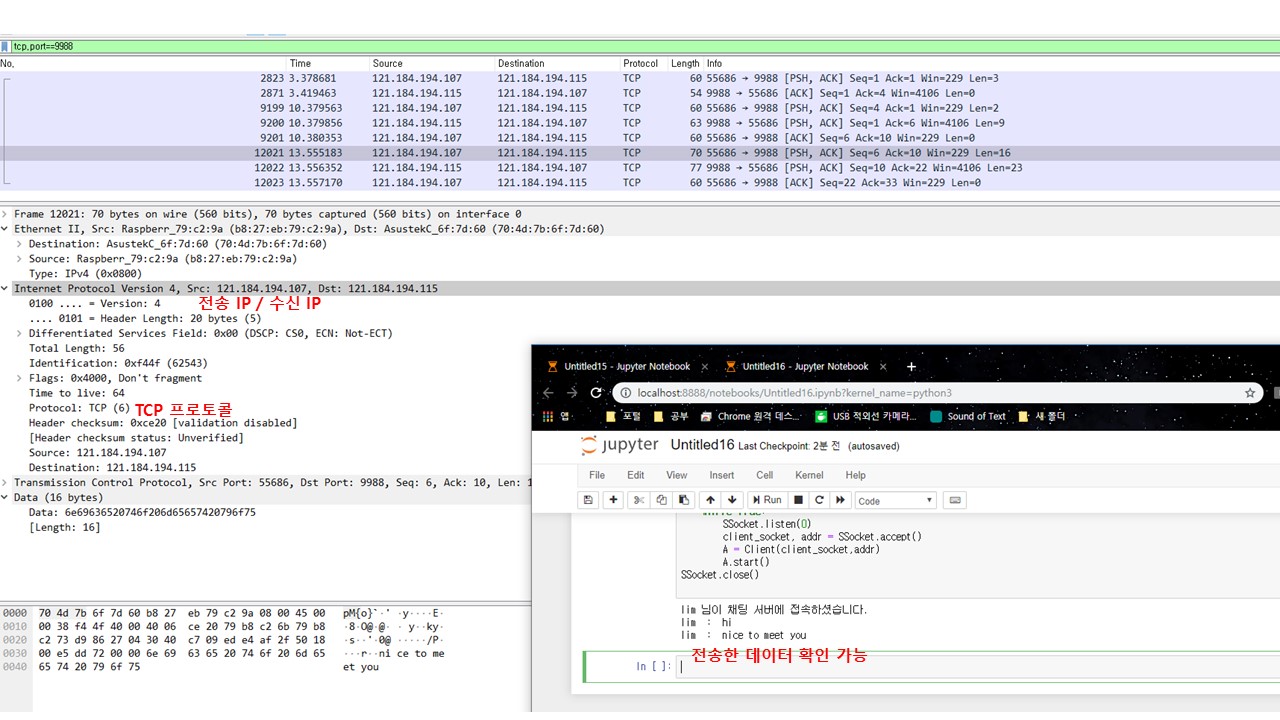 tcp.port==9988
No. Time Source Destination Protocol Length Info
2823 3.378681 121.184.194.107 121.184.194.115 TCP 60 55686 → 9988 [PSH, ACK] Seq=1 Ack=1 Win=229 Len=3
2871 3.419463 121.184.194.115 121.184.194.107 TCP 54 9988 → 55686 [ACK] Seq=1 Ack=4 Win=4106 Len=0
9199 10.379563 121.184.194.107 121.184.194.115 TCP 60 55686 → 9988 [PSH, ACK] Seq=4 Ack=1 Win=229 Len=2
9200 10.379856 121.184.194.115 121.184.194.107 TCP 63 9988 → 55686 [PSH, ACK] Seq=1 Ack=6 Win=4106 Len=9
9201 10.380353 121.184.194.107 121.184.194.115 TCP 60 55686 → 9988 [ACK] Seq=6 Ack=10 Win=229 Len=0
12021 13.555183 121.184.194.107 121.184.194.115 TCP 70 55686 → 9988 [PSH, ACK] Seq=6 Ack=10 Win=229 Len=16
12022 13.556352 121.184.194.115 121.184.194.107 TCP 77 9988 → 55686 [PSH, ACK] Seq=10 Ack=22 Win=4106 Len=23
12023 13.557170 121.184.194.107 121.184.194.115 TCP 60 55686 → 9988 [ACK] Seq=22 Ack=33 Win=229 Len=0
Frame 12021: 70 bytes on wire (560 bits), 70 bytes captured (560 bits) on interface 0
Ethernet II, Src: Raspberr_79:c2:9a (b8:27:eb:79:c2:9a), Dst: AsustekC_6f:7d:60 (70:4d:7b:6f:7d:60)
Destination: AsustekC_6f:7d:60 (70:4d:7b:6f:7d:60)
Source: Raspberr_79:c2:9a (b8:27:eb:79:c2:9a)
Type: IPv4 (0x0800)
Internet Protocol Version 4, Src: 121.184.194.107, Dst: 121.184.194.115
0100 .... = Version: 4
전송 IP / 수신 IP
.... 0101 = Header Length: 20 bytes (5)
Differentiated Services Field: 0x00 (DSCP: CS0, ECN: Not-ECT)
Total Length: 56
Identification: 0xf44f (62543)
Flags: 0x4000, Don't fragment
Time to live: 64
Protocol: TCP (6)
TCP 프로토콜
Header checksum: 0xce20 [validation disabled]
[Header checksum status: Unverified]
Source: 121.184.194.107
Destination: 121.184.194.115
Transmission Control Protocol, Src Port: 55686, Dst Port: 9988, Seq: 6, Ack: 10, Len: 1
Data (16 bytes)
Data: 6e69636520746f206d65657420796f75
[Length: 16]
0000 70 4d 7b 6f 7d 60 b8 27 eb 79 c2 9a 08 00 45 00 pM{o}`·' ·y····E·
0010 00 38 f4 4f 40 00 40 06 ce 20 79 b8 c2 6b 79 b8 ·8·O@·@· · y··ky·
0020 c2 73 d9 86 27 04 30 40 c7 09 ed e4 af 2f 50 18 ·s··'·0@ ·····/P·
0030 00 e5 dd 72 00 00 6e 69 63 65 20 74 6f 20 6d 65 ···r··ni ce to me
0040 65 74 20 79 6f 75 et you
Untitled15 - Jupyter Notebook
Untitled16 - Jupyter Notebook
localhost:8888/notebooks/Untitled16.ipynb?kernel_name=python3
앱 포털 공부 Chrome 원격 데스... USB 적외선 카메라... Sound of Text 새 폴더
jupyter Untitled16 Last Checkpoint: 2분 전 (autosaved)
File Edit View Insert Cell Kernel Help
Run Code
while True:
SSocket.listen(0)
client_socket, addr = SSocket.accept()
A = Client(client_socket,addr)
A.start()
SSocket.close()
lim 님이 채팅 서버에 접속하셨습니다.
lim : hi
lim : nice to meet you
전송한 데이터 확인 가능
In [ ]: